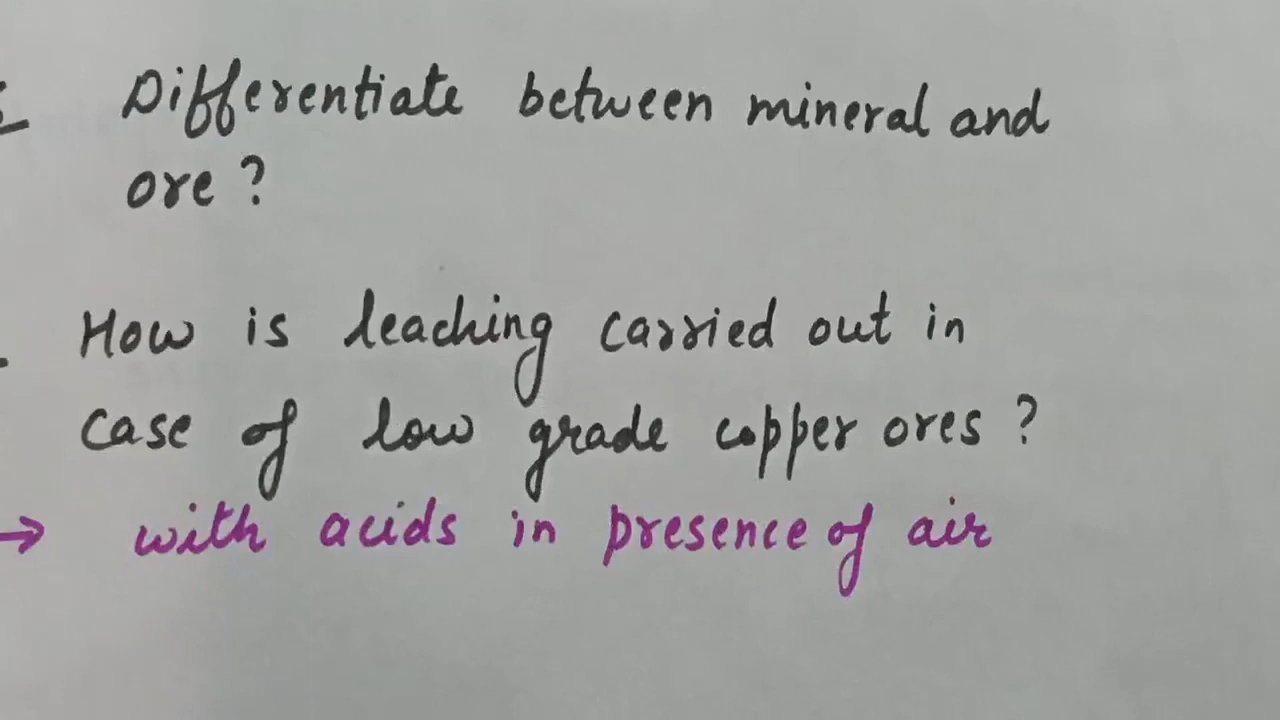 Differentiate between mineral and
ore ?
How is leaching carried out in
case of low grade copper ores ?
→ with acids in presence of air